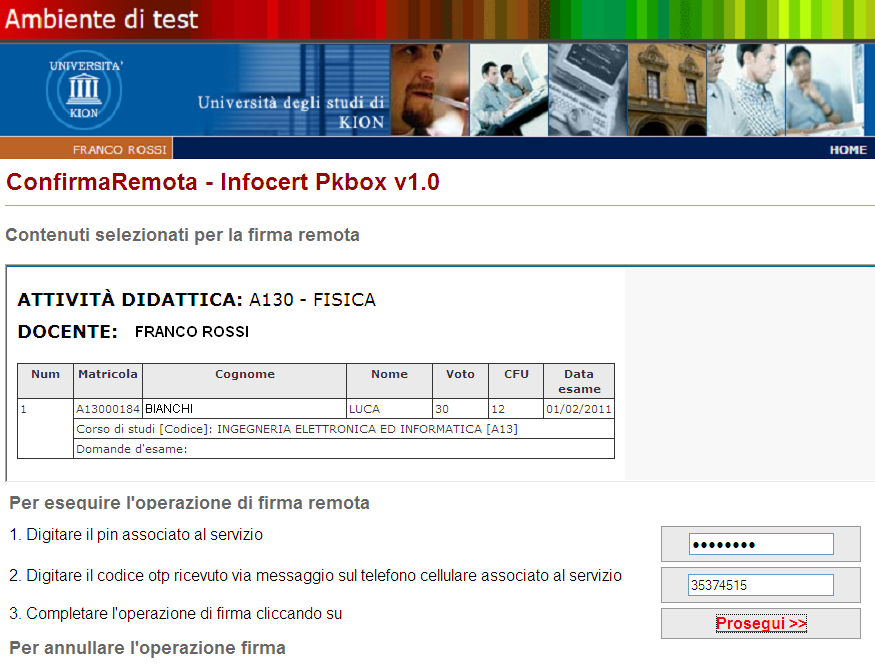 Ambiente di test
UNIVERSITA'
KION
Università degli studi di
KION
FRANCO ROSSI
HOME
ConfirmaRemota - Infocert Pkbox v1.0
Contenuti selezionati per la firma remota
ATTIVITÀ DIDATTICA: A130 - FISICA
DOCENTE: FRANCO ROSSI
Num Matricola Cognome Nome Voto CFU Data esame
1 A13000184 BIANCHI LUCA 30 12 01/02/2011
Corso di studi [Codice]: INGEGNERIA ELETTRONICA ED INFORMATICA [A13]
Domande d'esame:
Per eseguire l'operazione di firma remota
1. Digitare il pin associato al servizio
••••••••
2. Digitare il codice otp ricevuto via messaggio sul telefono cellulare associato al servizio
35374515
3. Completare l'operazione di firma cliccando su
Prosegui >>
Per annullare l'operazione firma